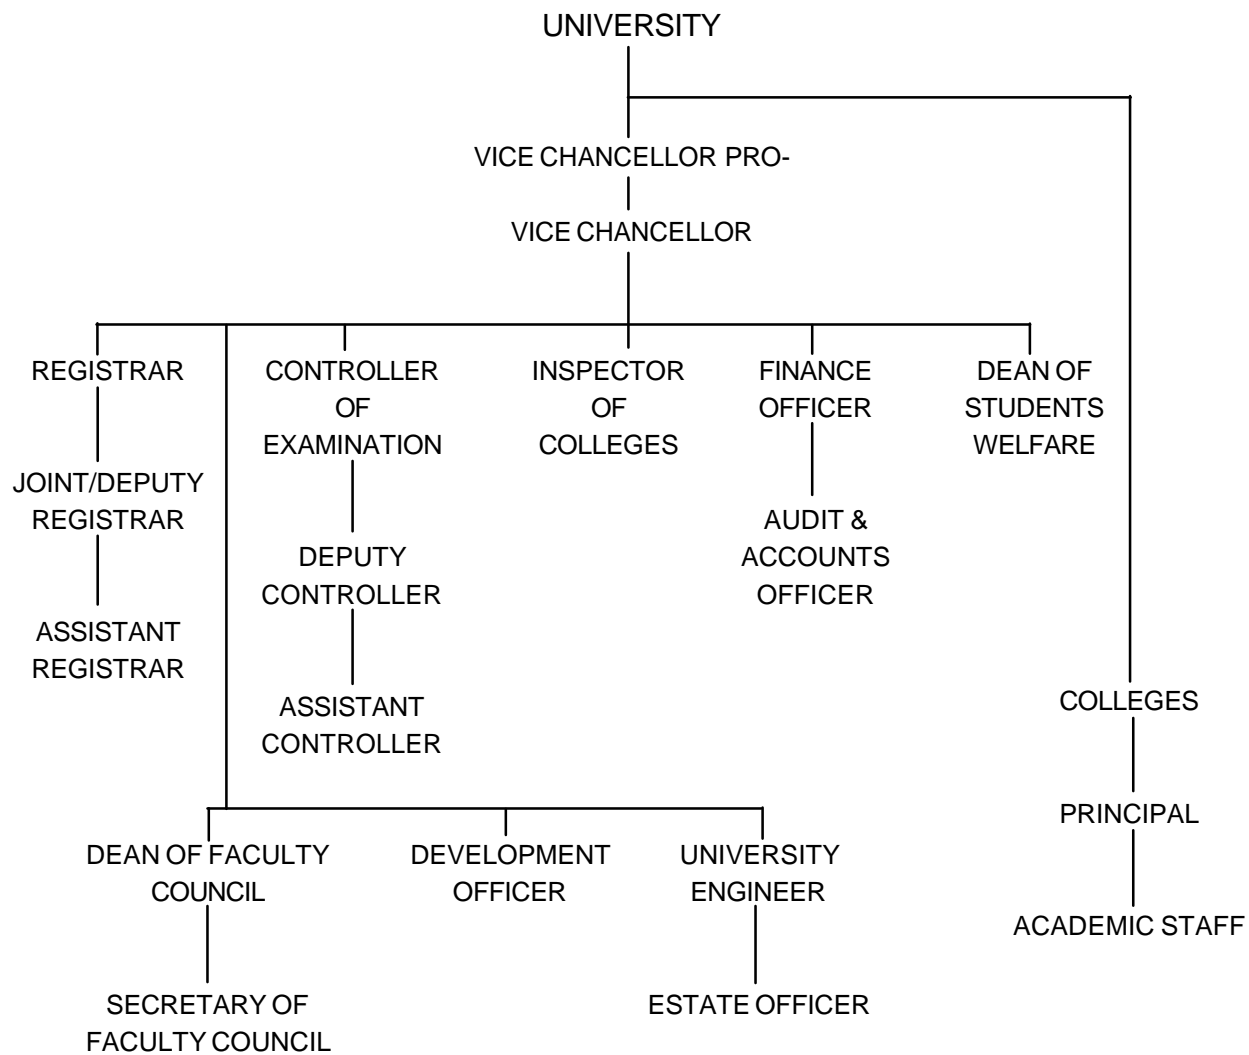 UNIVERSITY
VICE CHANCELLOR PRO-
VICE CHANCELLOR
REGISTRAR
CONTROLLER
OF
EXAMINATION
INSPECTOR
OF
COLLEGES
FINANCE
OFFICER
DEAN OF
STUDENTS
WELFARE
JOINT/DEPUTY
REGISTRAR
DEPUTY
CONTROLLER
AUDIT &
ACCOUNTS
OFFICER
ASSISTANT
REGISTRAR
ASSISTANT
CONTROLLER
COLLEGES
PRINCIPAL
ACADEMIC STAFF
DEAN OF FACULTY
COUNCIL
DEVELOPMENT
OFFICER
UNIVERSITY
ENGINEER
SECRETARY OF
FACULTY COUNCIL
ESTATE OFFICER